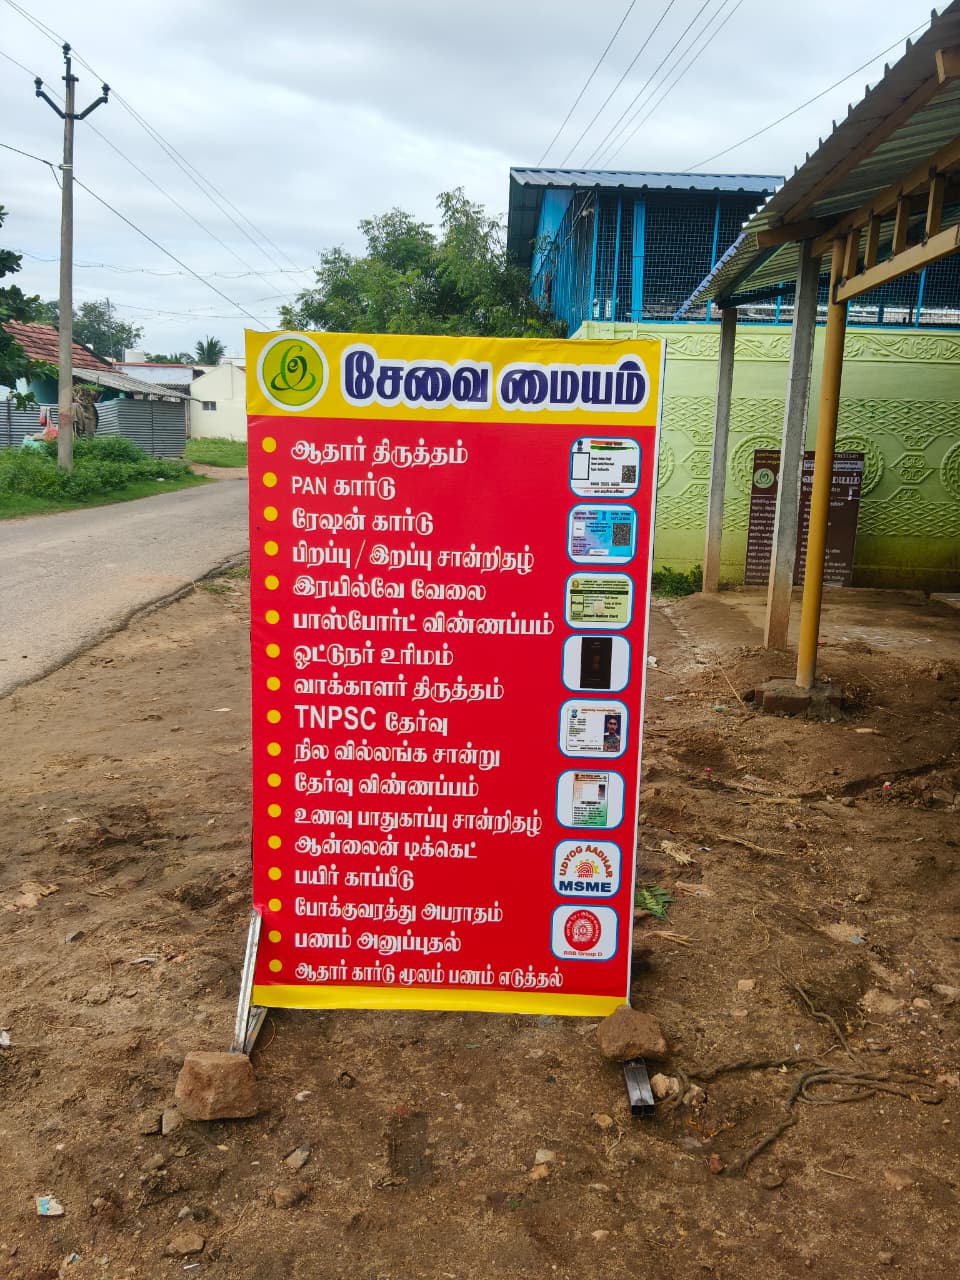 சேவை மையம்
ஆதார் திருத்தம்
PAN கார்டு
ரேஷன் கார்டு
பிறப்பு / இறப்பு சான்றிதழ்
இரயில்வே வேலை
பாஸ்போர்ட் விண்ணப்பம்
ஓட்டுநர் உரிமம்
வாக்காளர் திருத்தம்
TNPSC தேர்வு
நில வில்லங்க சான்று
தேர்வு விண்ணப்பம்
உணவு பாதுகாப்பு சான்றிதழ்
ஆன்லைன் டிக்கெட்
பயிர் காப்பீடு
போக்குவரத்து அபராதம்
பணம் அனுப்புதல்
ஆதார் கார்டு மூலம் பணம் எடுத்தல்
UDYOG AADHAR
MSME
RRB Group D